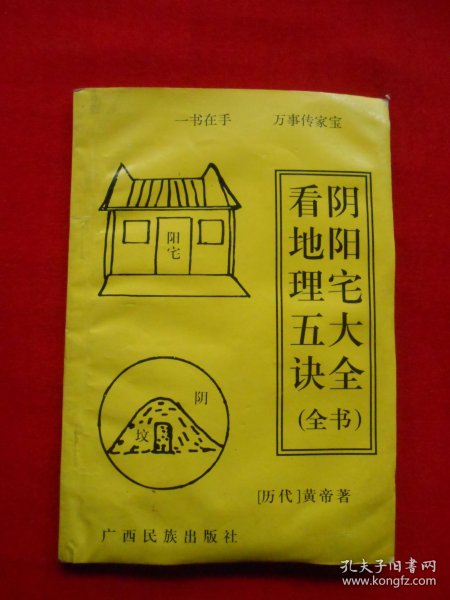 一书在手 万事传家宝
阴阳宅大全
看地理五诀
(全书)
阳宅
阴
坟
[历代]黄帝著
广西民族出版社
孔夫子旧书网
www.kongfz.com